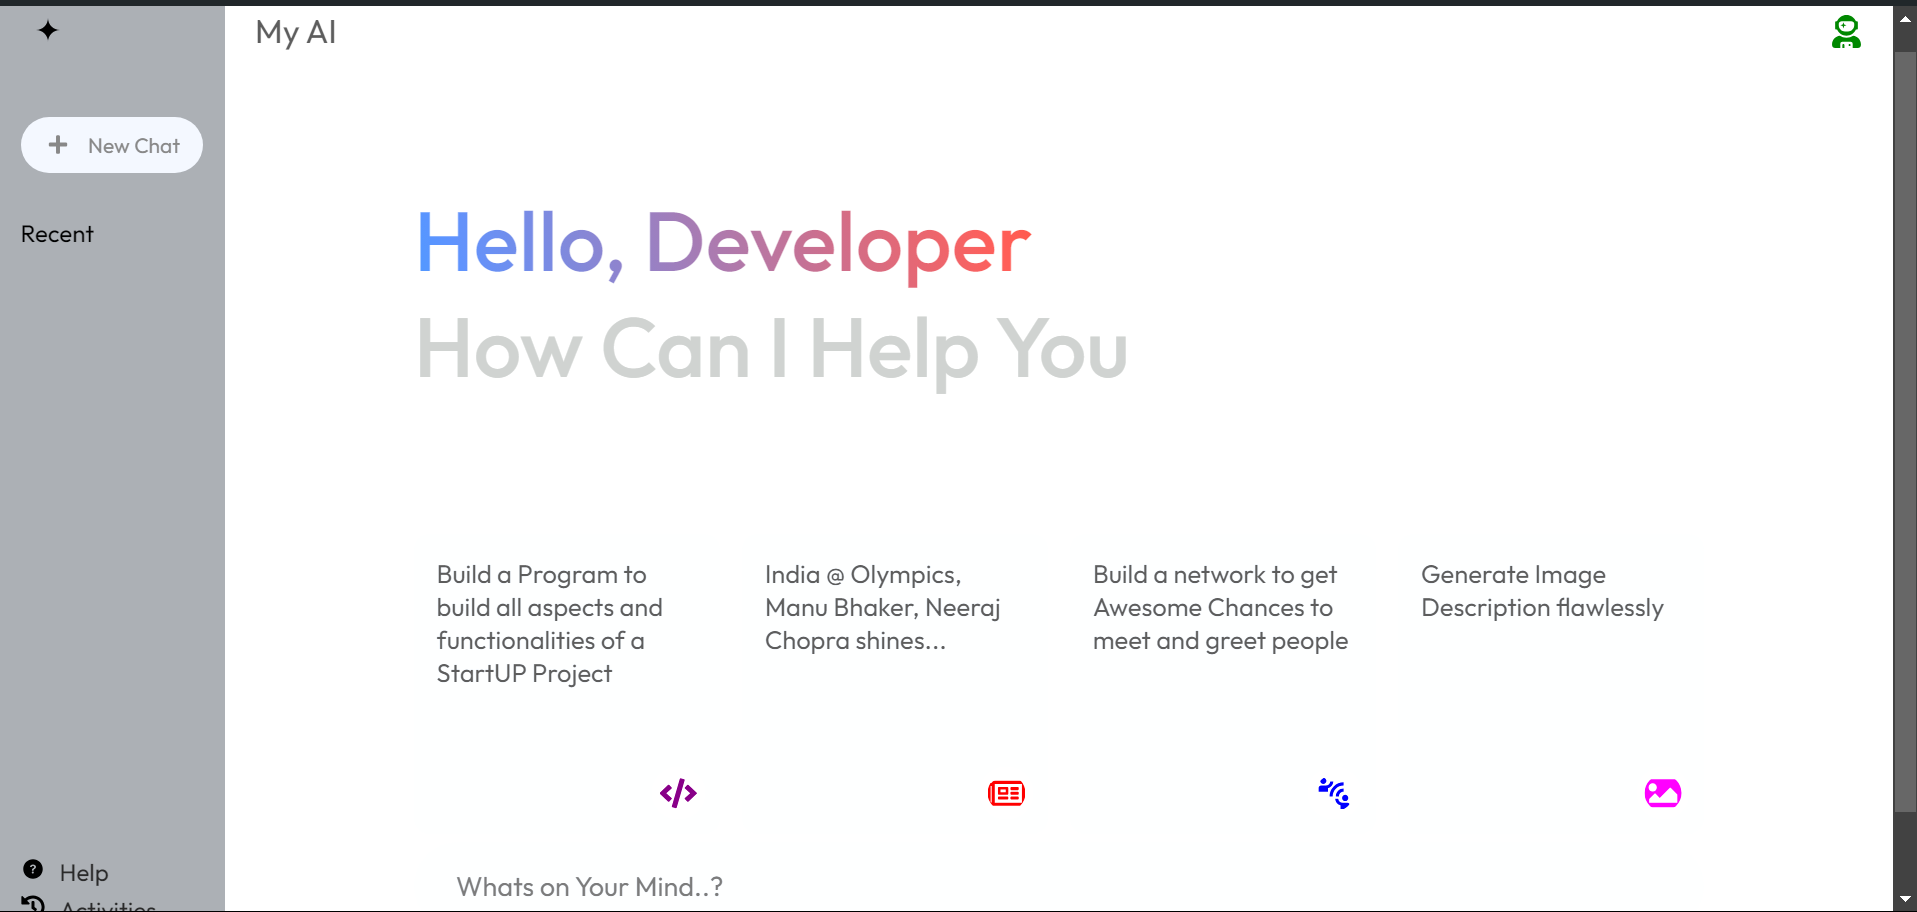 My AI
New Chat
Recent
Hello, Developer
How Can I Help You
Build a Program to
build all aspects and
functionalities of a
StartUP Project
India @ Olympics,
Manu Bhaker, Neeraj
Chopra shines...
Build a network to get
Awesome Chances to
meet and greet people
Generate Image
Description flawlessly
Whats on Your Mind..?
Help
Activities